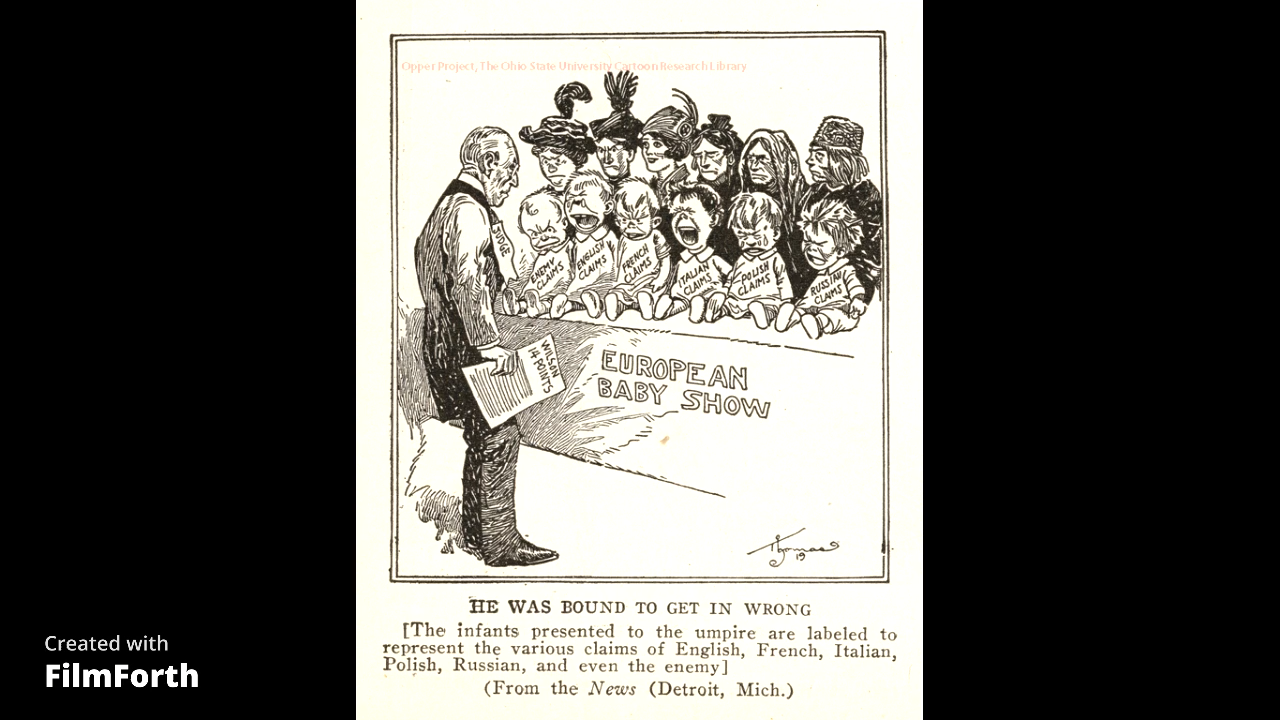 Opper Project, The Ohio State University Cartoon Research Library
JUDGE
ENEMY
CLAIMS
ENGLISH
CLAIMS
FRENCH
CLAIMS
ITALIAN
CLAIMS
POLISH
CLAIMS
RUSSIAN
CLAIMS
WILSON
14 POINTS
EUROPEAN
BABY SHOW
Thomas
19
HE WAS BOUND TO GET IN WRONG
[The infants presented to the umpire are labeled to
represent the various claims of English, French, Italian,
Polish, Russian, and even the enemy]
(From the News (Detroit, Mich.)
Created with
FilmForth